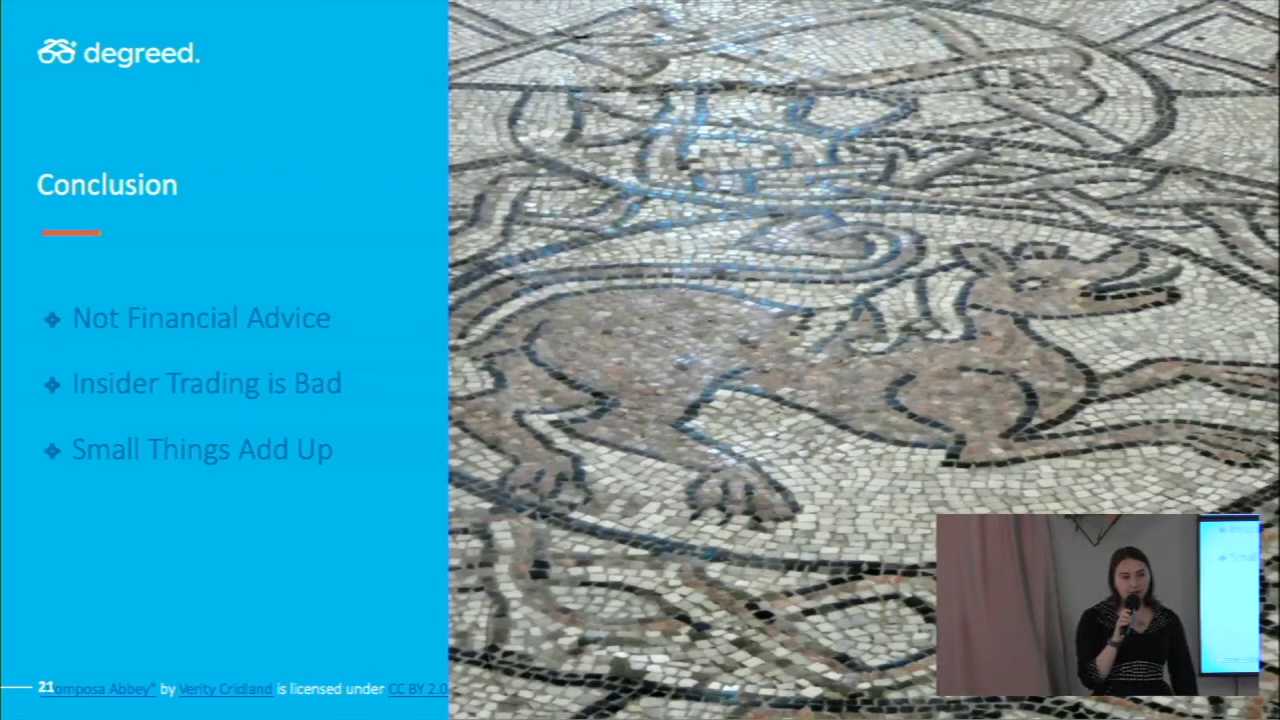 degreed.
Conclusion
Not Financial Advice
Insider Trading is Bad
Small Things Add Up
21 omposa Abbey" by Verity Cridland is licensed under CC BY 2.0